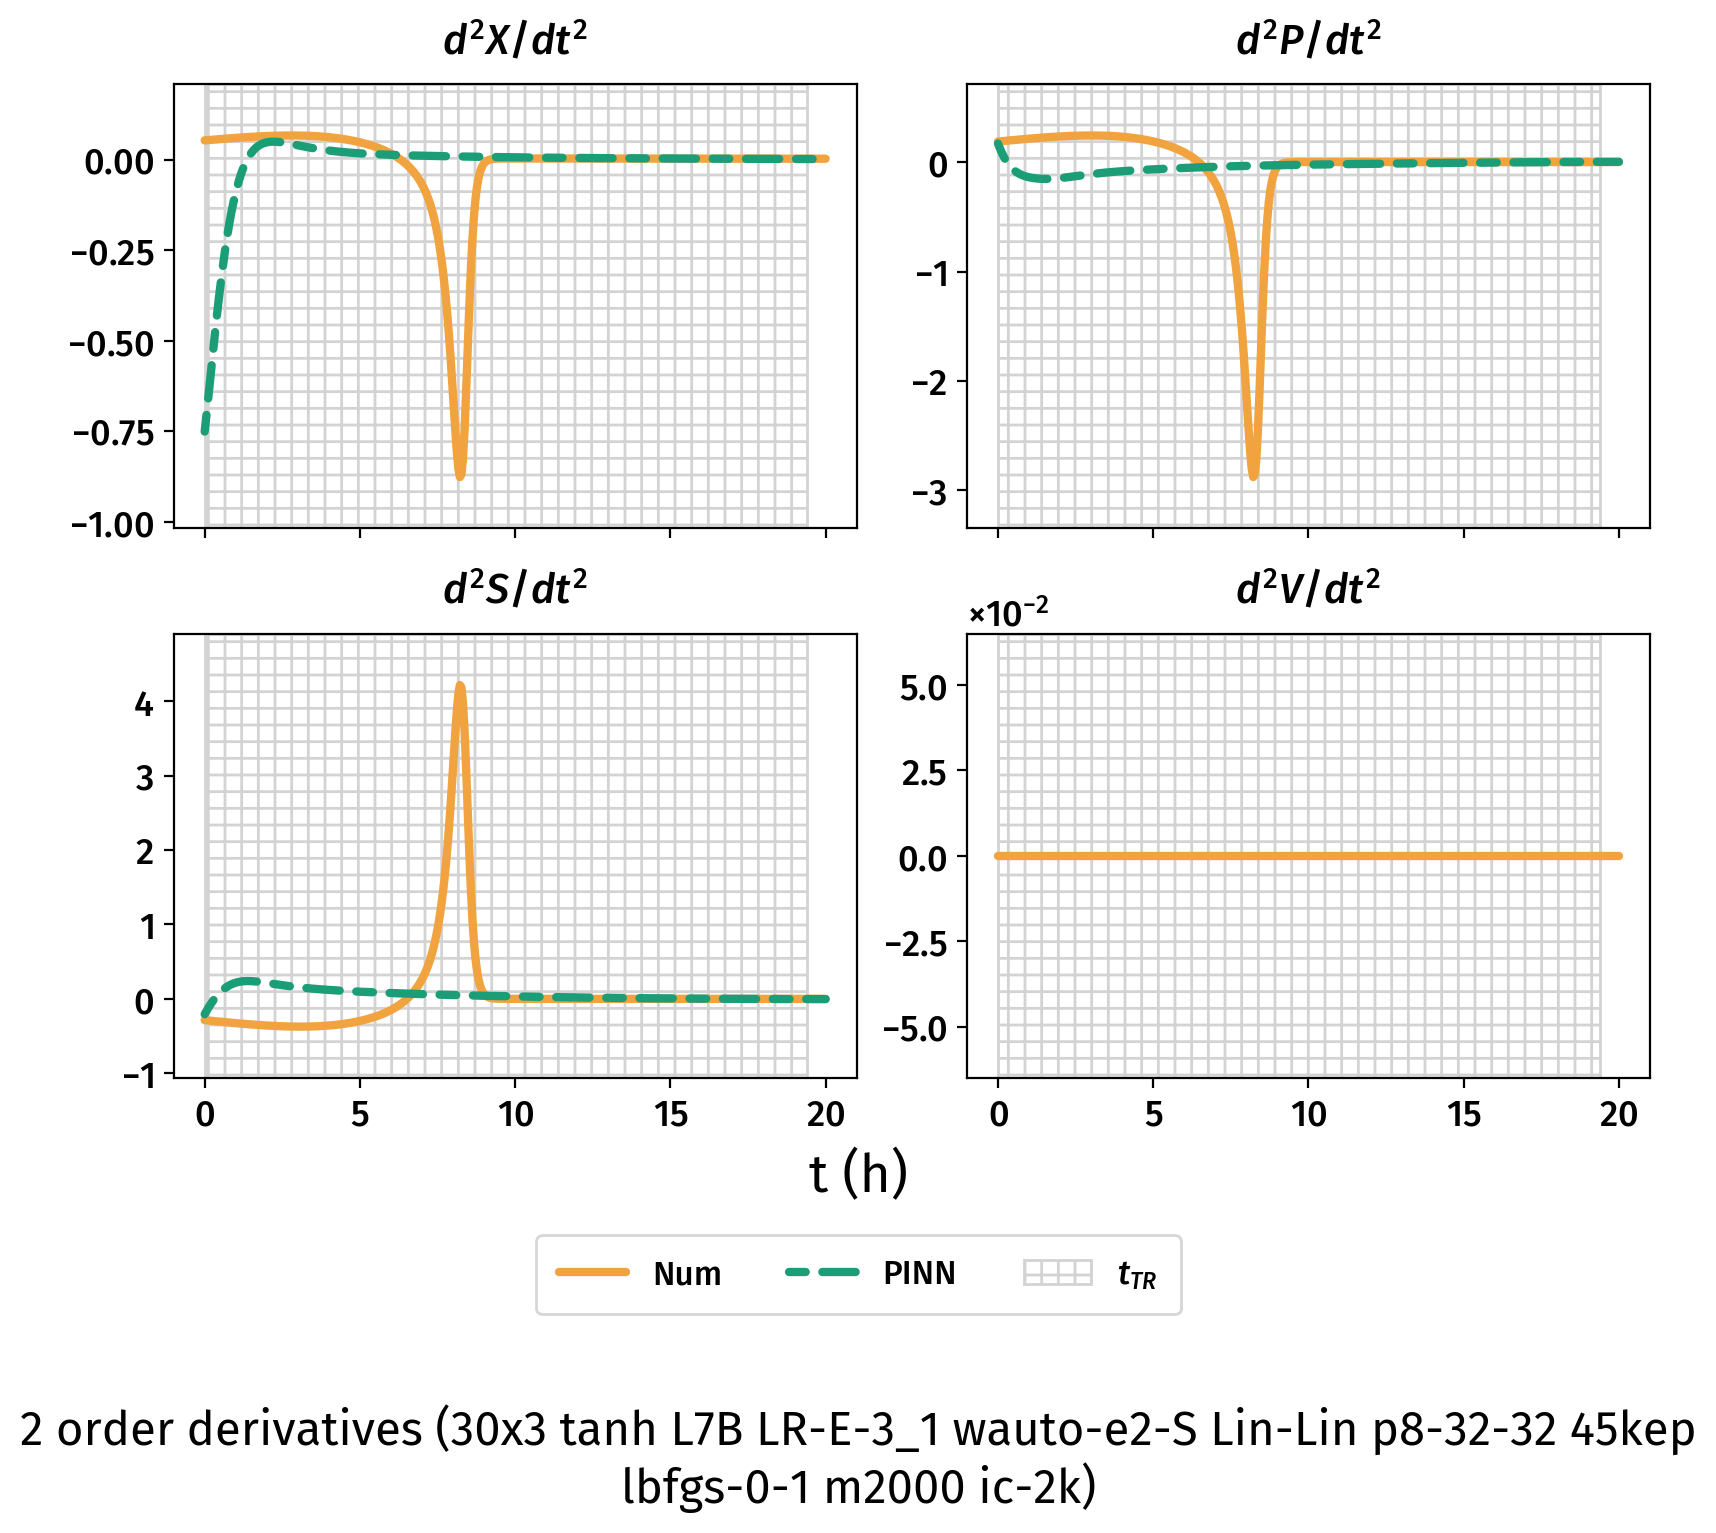 d²X/dt²
d²P/dt²
0.00
−0.25
−0.50
−0.75
−1.00
0
−1
−2
−3
d²S/dt²
d²V/dt²
×10⁻²
4
3
2
1
0
−1
5.0
2.5
0.0
−2.5
−5.0
0 5 10 15 20
0 5 10 15 20
t (h)
Num PINN t_TR
2 order derivatives (30x3 tanh L7B LR-E-3_1 wauto-e2-S Lin-Lin p8-32-32 45kep
lbfgs-0-1 m2000 ic-2k)